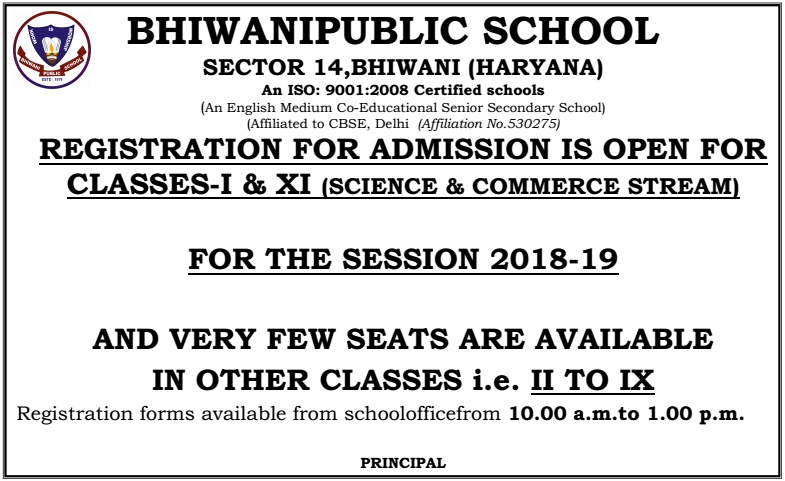 BHIWANIPUBLIC SCHOOL
SECTOR 14,BHIWANI (HARYANA)
An ISO: 9001:2008 Certified schools
(An English Medium Co-Educational Senior Secondary School)
(Affiliated to CBSE, Delhi (Affiliation No.530275)
REGISTRATION FOR ADMISSION IS OPEN FOR
CLASSES-I & XI (SCIENCE & COMMERCE STREAM)
FOR THE SESSION 2018-19
AND VERY FEW SEATS ARE AVAILABLE
IN OTHER CLASSES i.e. II TO IX
Registration forms available from schoolofficefrom 10.00 a.m.to 1.00 p.m.
PRINCIPAL
WORK IS WORSHIP
BHIWANI PUBLIC SCHOOL